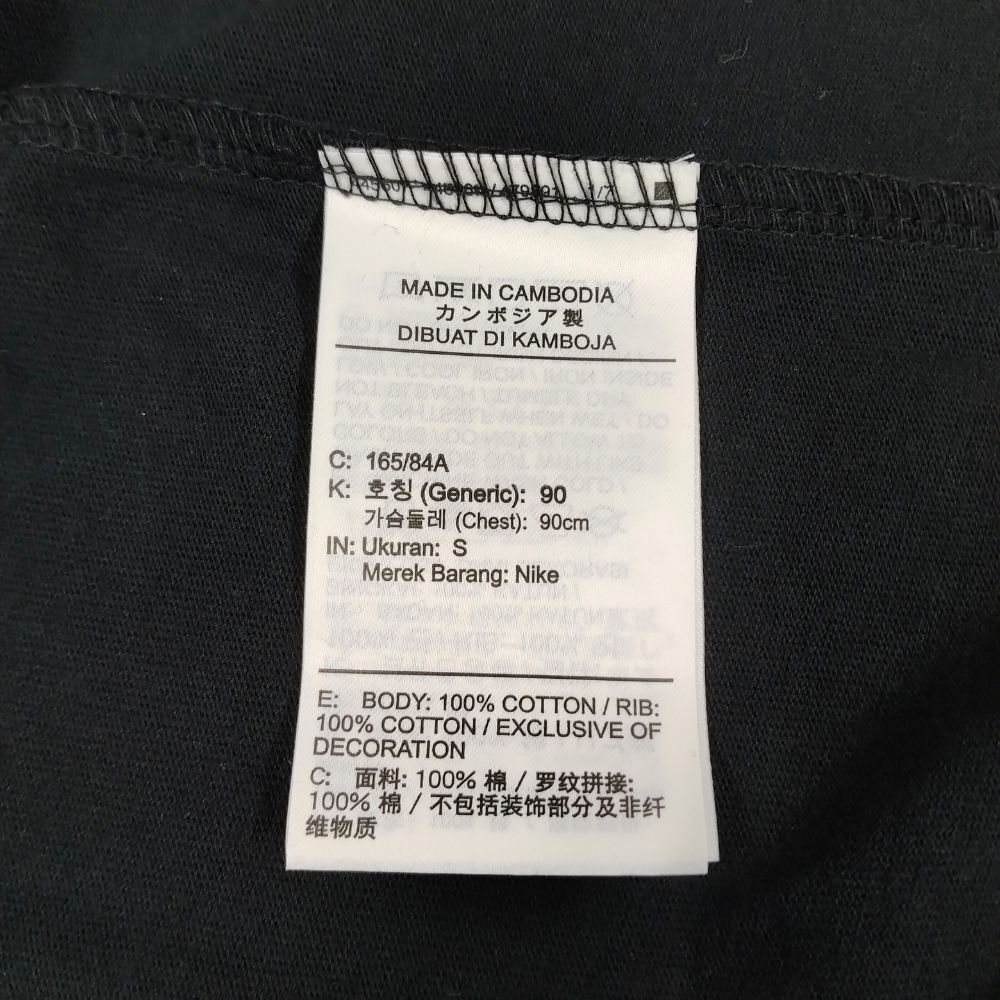 MADE IN CAMBODIA
カンボジア製
DIBUAT DI KAMBOJA
C: 165/84A
K: 호칭 (Generic): 90
가슴둘레 (Chest): 90cm
IN: Ukuran: S
Merek Barang: Nike
E: BODY: 100% COTTON / RIB:
100% COTTON / EXCLUSIVE OF
DECORATION
C: 面料: 100% 棉 / 罗纹拼接:
100% 棉 / 不包括装饰部分及非纤
维物质